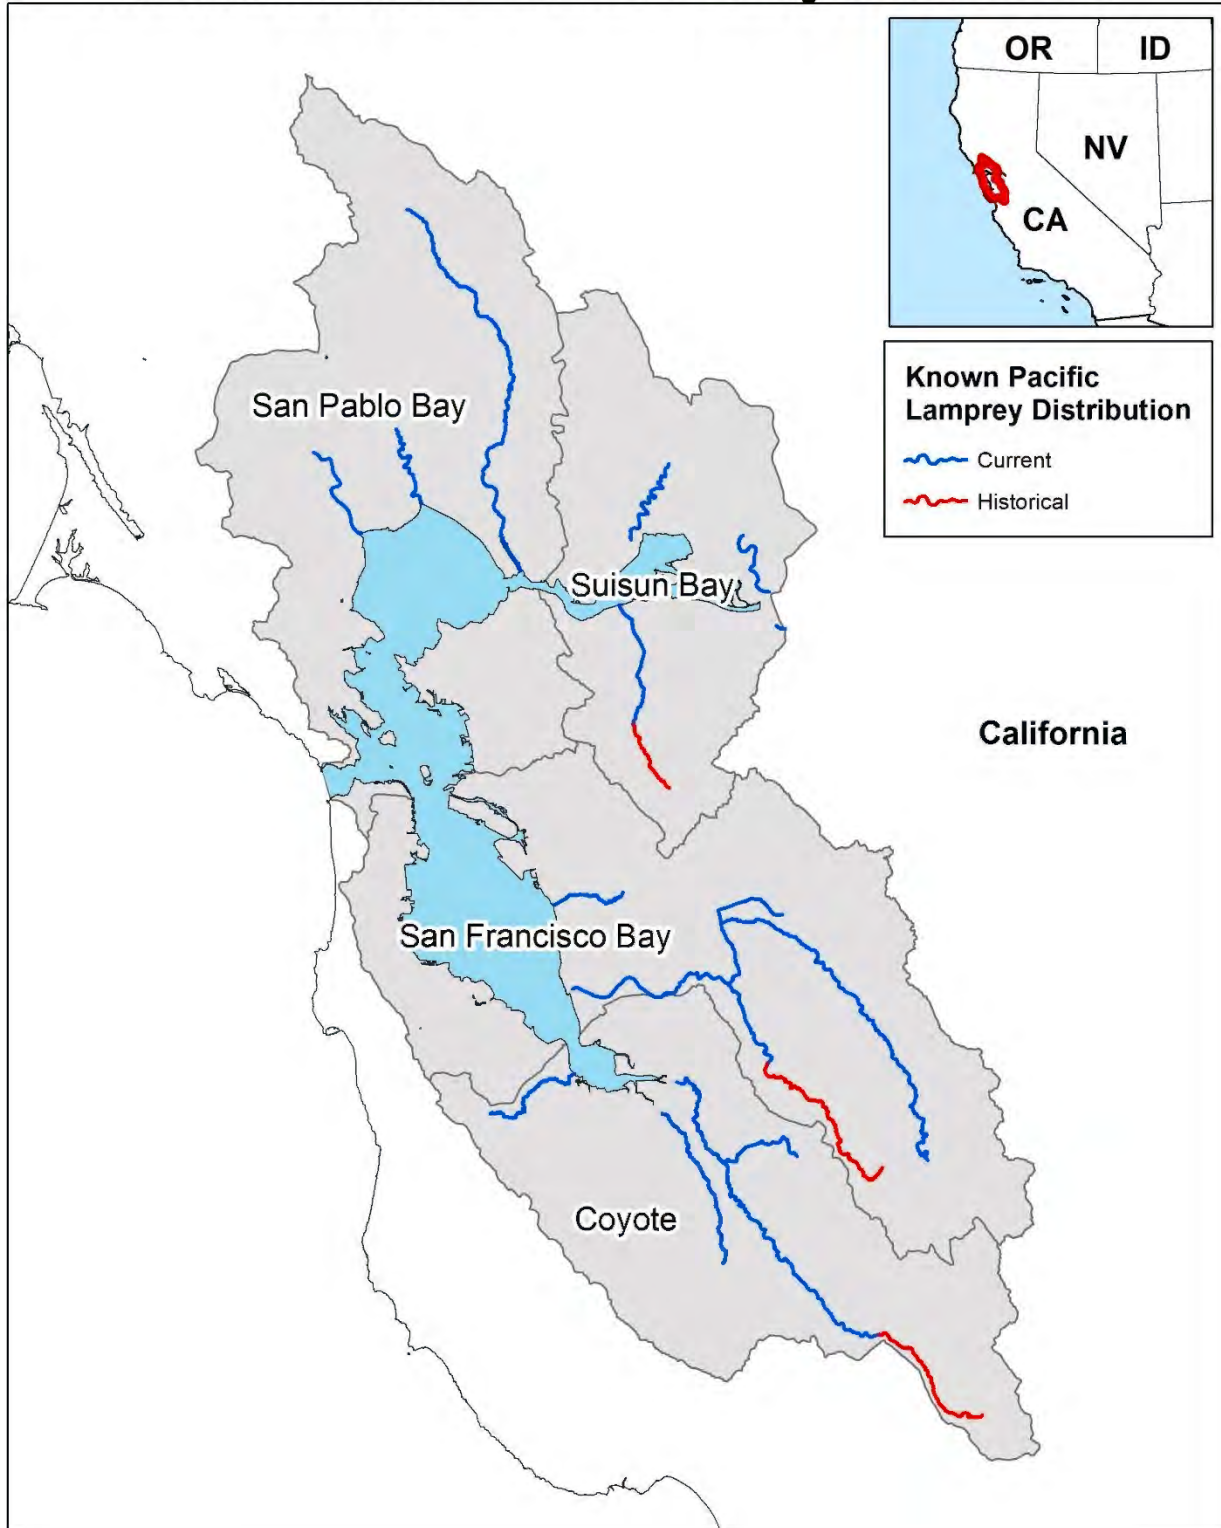 OR
ID
NV
CA
Known Pacific
Lamprey Distribution
Current
Historical
San Pablo Bay
Suisun Bay
California
San Francisco Bay
Coyote